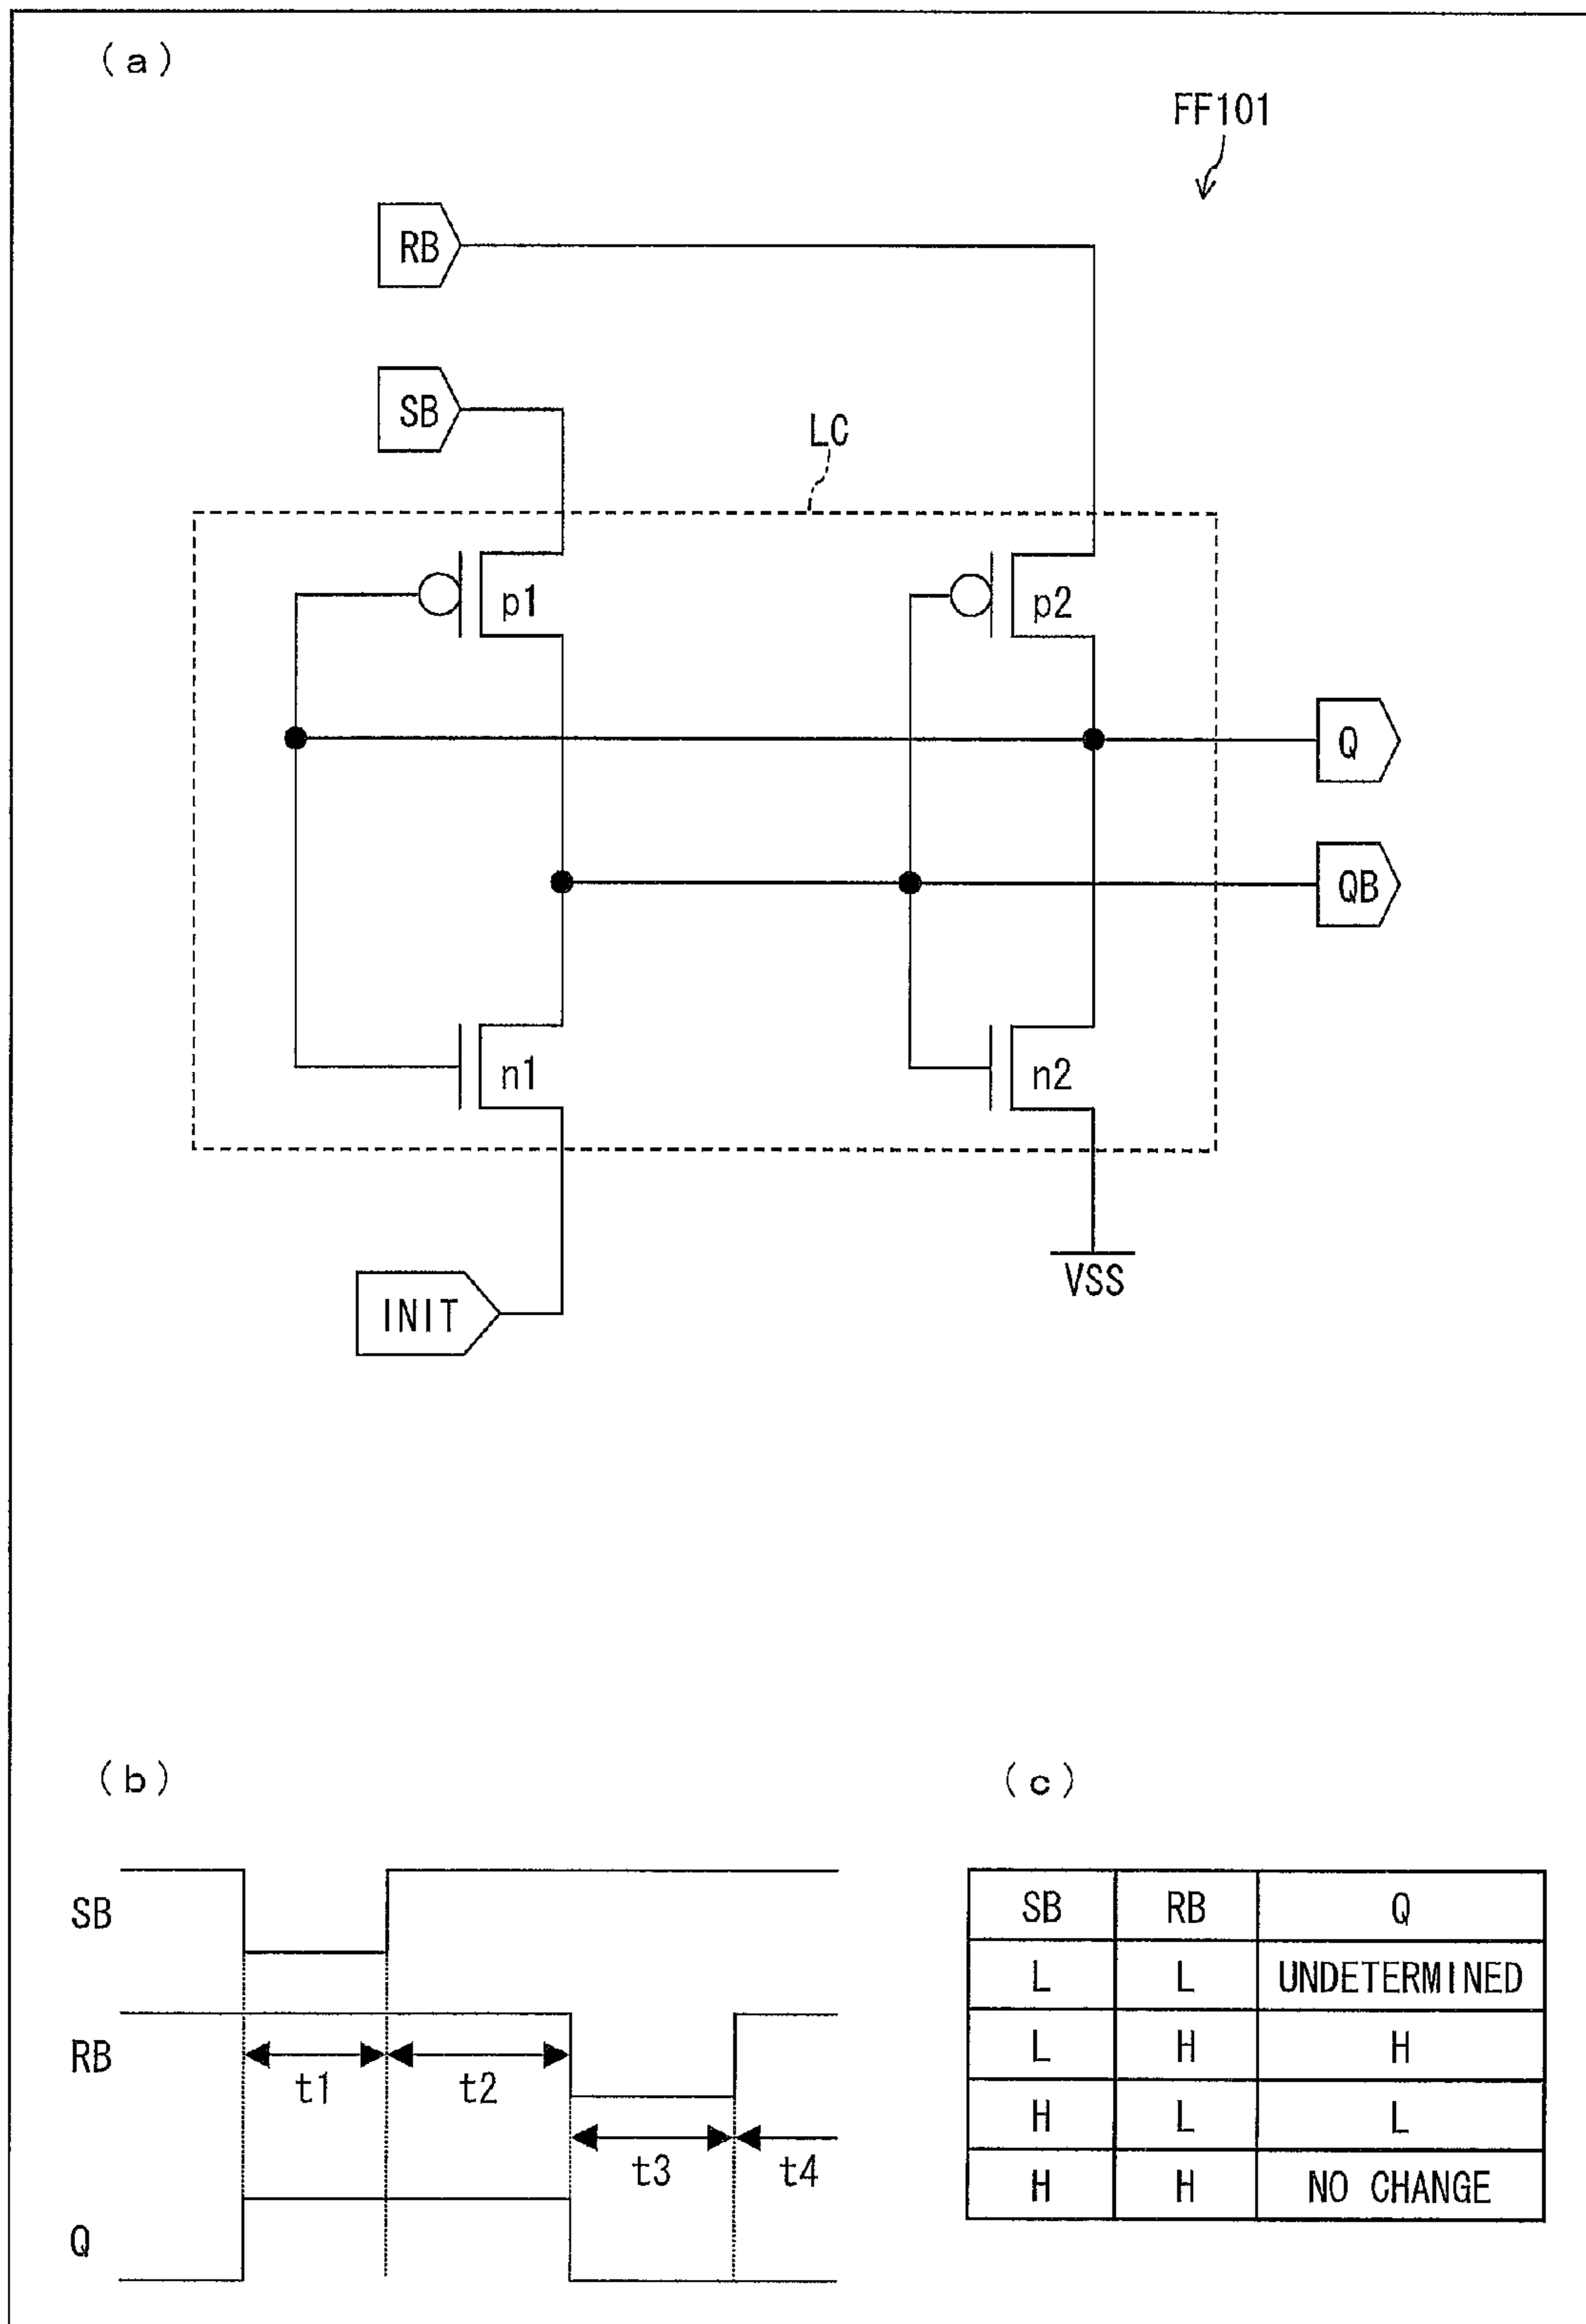 (a)
FF101
RB
SB
LC
p1
p2
Q
QB
n1
n2
VSS
INIT
(b)
SB
RB
t1
t2
t3
t4
Q
(c)
SB RB Q
L L UNDETERMINED
L H H
H L L
H H NO CHANGE